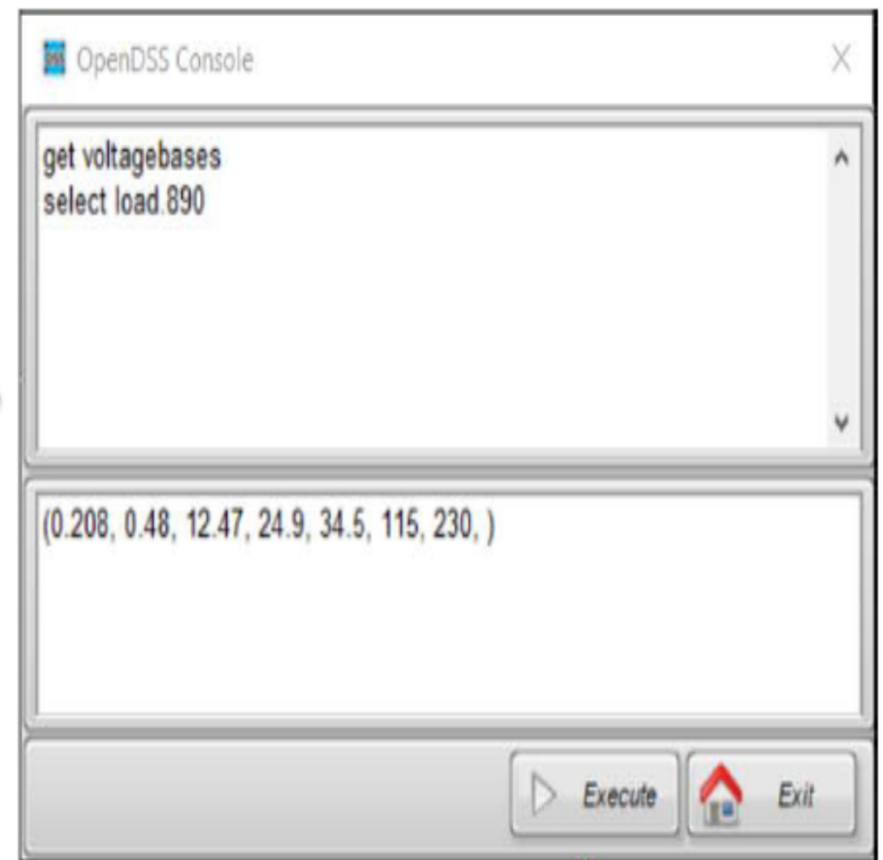 OpenDSS Console
get voltagebases
select load.890
(0.208, 0.48, 12.47, 24.9, 34.5, 115, 230, )
Execute
Exit